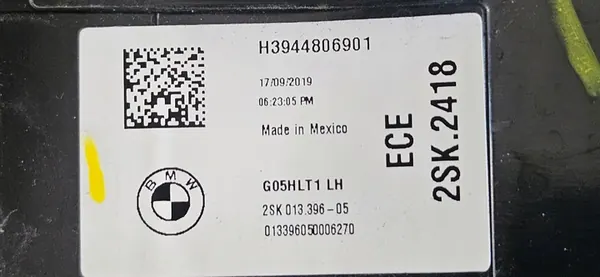 H3944806901
17/09/2019
06:23:05 PM
Made in Mexico
BMW
G05HLT1 LH
2SK 013.396-05
013396050006270
ECE
2SK.2418